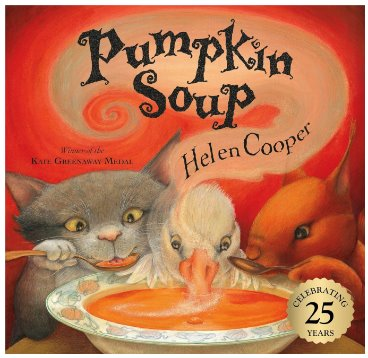 Pumpkin
Soup
Winner of the
KATE GREENAWAY MEDAL
Helen Cooper
CELEBRATING
25
YEARS